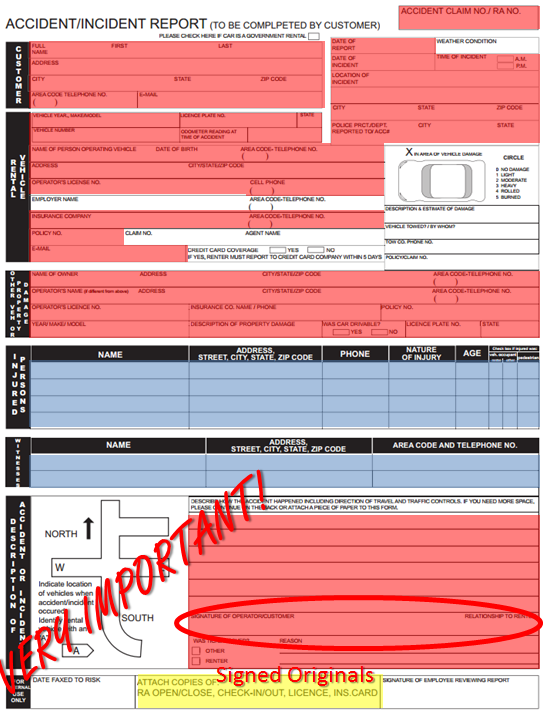 ACCIDENT CLAIM NO./ RA NO.
ACCIDENT/INCIDENT REPORT (TO BE COMLPETED BY CUSTOMER)
PLEASE CHECK HERE IF CAR IS A GOVERNMENT RENTAL
CUSTOMER
FULL NAME FIRST LAST
ADDRESS
CITY STATE ZIP CODE
AREA CODE TELEPHONE NO. E-MAIL
( )
DATE OF REPORT WEATHER CONDITION
DATE OF INCIDENT TIME OF INCIDENT A.M. P.M.
LOCATION OF INCIDENT
CITY STATE ZIP CODE
POLICE PRCT./DEPT. REPORTED TO/ ACC# CITY STATE
RENTAL VEHICLE
VEHICLE YEAR, MAKE/MODEL LICENCE PLATE NO. STATE
VEHICLE NUMBER ODOMETER READING AT TIME OF ACCIDENT
NAME OF PERSON OPERATING VEHICLE DATE OF BIRTH AREA CODE-TELEPHONE NO.
( )
ADDRESS CITY/STATE/ZIP CODE
OPERATOR'S LICENSE NO. CELL PHONE
( )
EMPLOYER NAME AREA CODE-TELEPHONE NO.
( )
INSURANCE COMPANY AREA CODE-TELEPHONE NO.
( )
POLICY NO. CLAIM NO. AGENT NAME
E-MAIL CREDIT CARD COVERAGE YES NO
IF YES, RENTER MUST REPORT TO CREDIT CARD COMPANY WITHIN 5 DAYS
X IN AREA OF VEHICLE DAMAGE
CIRCLE
0 NO DAMAGE
1 LIGHT
2 MODERATE
3 HEAVY
4 ROLLED
5 BURNED
DESCRIPTION & ESTIMATE OF DAMAGE
VEHICLE TOWED? / BY WHOM?
TOW CO. PHONE NO.
POLICY/CLAIM NO.
OTHER VEH. OR PROPERTY DAMAGE
NAME OF OWNER ADDRESS CITY/STATE/ZIP CODE AREA CODE-TELEPHONE NO.
( )
OPERATOR'S NAME (if different from above) ADDRESS CITY/STATE/ZIP CODE AREA CODE-TELEPHONE NO.
( )
OPERATOR'S LICENCE NO. INSURANCE CO. NAME / PHONE POLICY NO.
YEAR/ MAKE/ MODEL DESCRIPTION OF PROPERTY DAMAGE WAS CAR DRIVABLE? YES NO LICENCE PLATE NO. STATE
INJURED PERSONS
NAME ADDRESS, STREET, CITY, STATE, ZIP CODE PHONE NATURE OF INJURY AGE Check box if injured was: veh. occupant pedestrian
WITNESSES
NAME ADDRESS, STREET, CITY, STATE, ZIP CODE AREA CODE AND TELEPHONE NO.
DESCRIPTION OF ACCIDENT OR INCIDENT
NORTH
W
SOUTH
Indicate location
of vehicles when
accident/incident
occured.
Identify rental
vehicle with an
A
VERY IMPORTANT!
DESCRIBE HOW THE ACCIDENT HAPPENED INCLUDING DIRECTION OF TRAVEL AND TRAFFIC CONTROLS. IF YOU NEED MORE SPACE,
PLEASE CONTINUE ON THE BACK OR ATTACH A PIECE OF PAPER TO THIS FORM.
SIGNATURE OF OPERATOR/CUSTOMER RELATIONSHIP TO RENTER
REASON
OTHER
RENTER
Signed Originals
FOR INTERNAL USE ONLY
DATE FAXED TO RISK
ATTACH COPIES OF
RA OPEN/CLOSE, CHECK-IN/OUT, LICENCE, INS.CARD
SIGNATURE OF EMPLOYEE REVIEWING REPORT